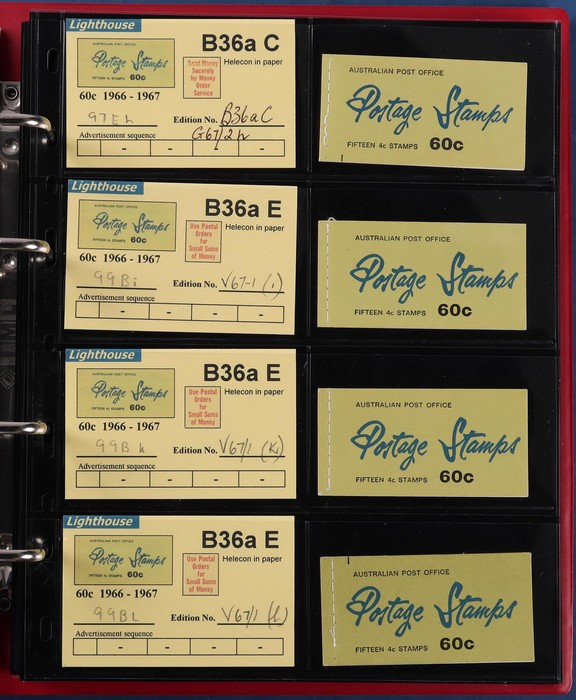 Lighthouse
B36a C
AUSTRALIAN POST OFFICE
Postage Stamps
FIFTEEN 4c STAMPS 60c
Send Money
Securely
by Money
Order
Service
Helecon in paper
60c 1966 - 1967
97E h
Edition No. B36a C
Advertisement sequence
G67/2 h
- - - -
AUSTRALIAN POST OFFICE
Postage Stamps
FIFTEEN 4c STAMPS 60c
Lighthouse
B36a E
AUSTRALIAN POST OFFICE
Postage Stamps
FIFTEEN 4c STAMPS 60c
Use Postal
Orders
for
Small Sums
of Money
Helecon in paper
60c 1966 - 1967
99Bi
Edition No. V67-1 (i)
Advertisement sequence
- - - -
AUSTRALIAN POST OFFICE
Postage Stamps
FIFTEEN 4c STAMPS 60c
Lighthouse
B36a E
AUSTRALIAN POST OFFICE
Postage Stamps
FIFTEEN 4c STAMPS 60c
Use Postal
Orders
for
Small Sums
of Money
Helecon in paper
60c 1966 - 1967
99B k
Edition No. V67/1 (k)
Advertisement sequence
- - - -
AUSTRALIAN POST OFFICE
Postage Stamps
FIFTEEN 4c STAMPS 60c
Lighthouse
B36a E
AUSTRALIAN POST OFFICE
Postage Stamps
FIFTEEN 4c STAMPS 60c
Use Postal
Orders
for
Small Sums
of Money
Helecon in paper
60c 1966 - 1967
99BL
Edition No. V67/1 (l)
Advertisement sequence
- - - -
AUSTRALIAN POST OFFICE
Postage Stamps
FIFTEEN 4c STAMPS 60c